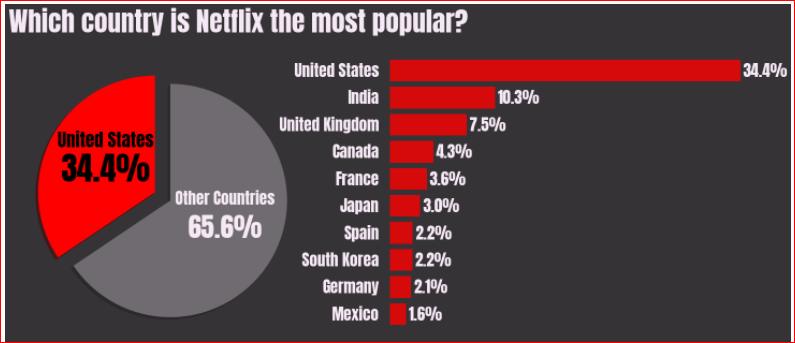 Which country is Netflix the most popular?
United States
34.4%
Other Countries
65.6%
United States 34.4%
India 10.3%
United Kingdom 7.5%
Canada 4.3%
France 3.6%
Japan 3.0%
Spain 2.2%
South Korea 2.2%
Germany 2.1%
Mexico 1.6%